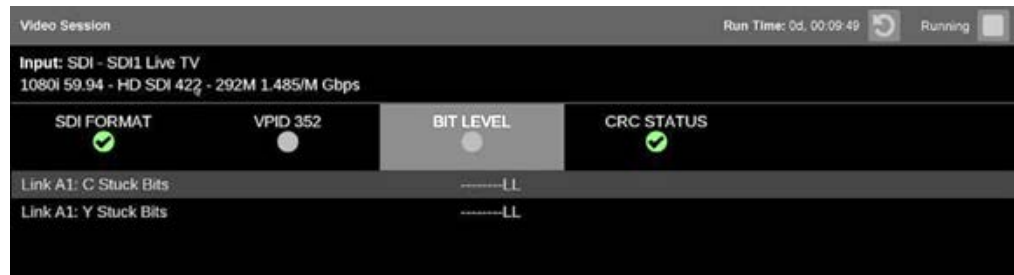 Video Session Run Time: 0d, 00:09:49 Running
Input: SDI - SDI1 Live TV
1080i 59.94 - HD SDI 422 - 292M 1.485/M Gbps
SDI FORMAT VPID 352 BIT LEVEL CRC STATUS
Link A1: C Stuck Bits --------LL
Link A1: Y Stuck Bits --------LL